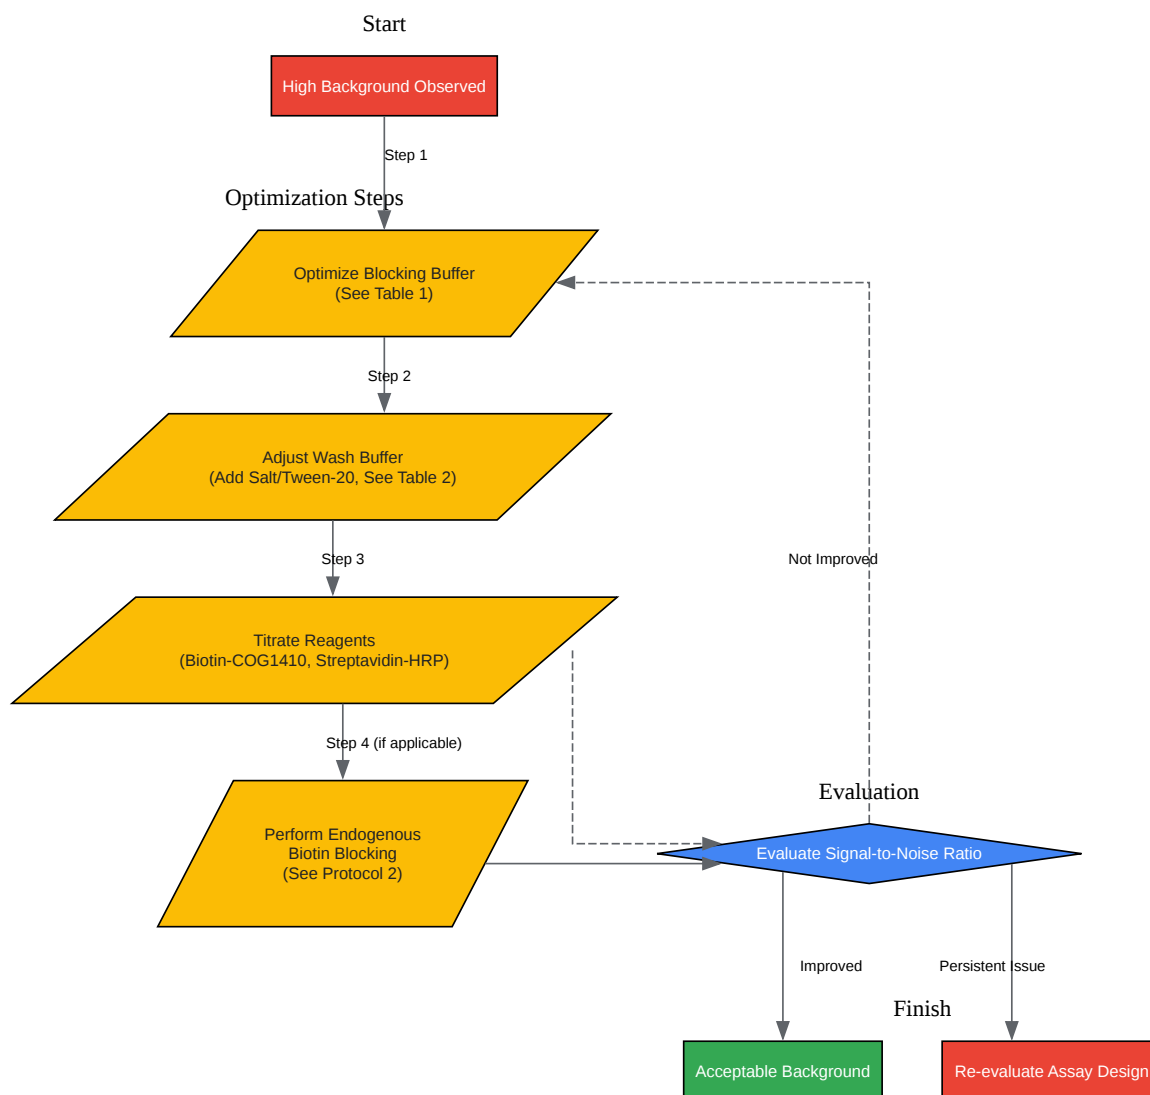 Start
High Background Observed
Step 1
Optimization Steps
Optimize Blocking Buffer
(See Table 1)
Step 2
Adjust Wash Buffer
(Add Salt/Tween-20, See Table 2)
Step 3
Not Improved
Titrate Reagents
(Biotin-COG1410, Streptavidin-HRP)
Step 4 (if applicable)
Evaluation
Perform Endogenous
Biotin Blocking
(See Protocol 2)
Evaluate Signal-to-Noise Ratio
Improved
Persistent Issue
Finish
Acceptable Background
Re-evaluate Assay Design